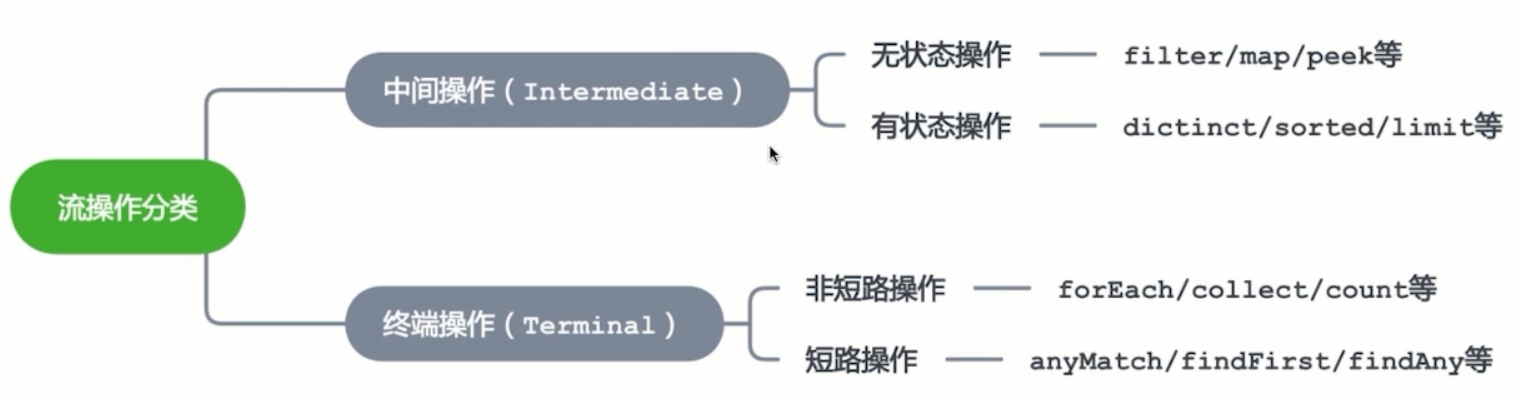 流操作分类
中间操作（Intermediate）
无状态操作
filter/map/peek等
有状态操作
dictinct/sorted/limit等
终端操作（Terminal）
非短路操作
forEach/collect/count等
短路操作
anyMatch/findFirst/findAny等